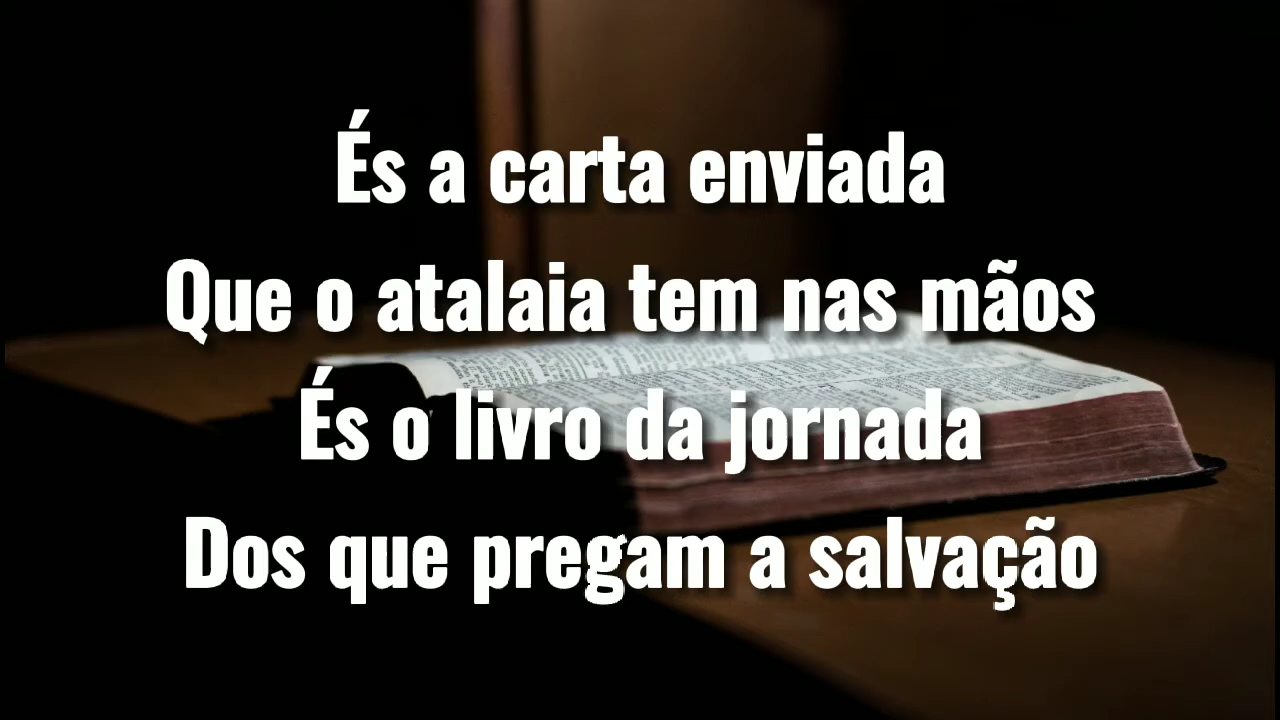 És a carta enviada
Que o atalaia tem nas mãos
És o livro da jornada
Dos que pregam a salvação